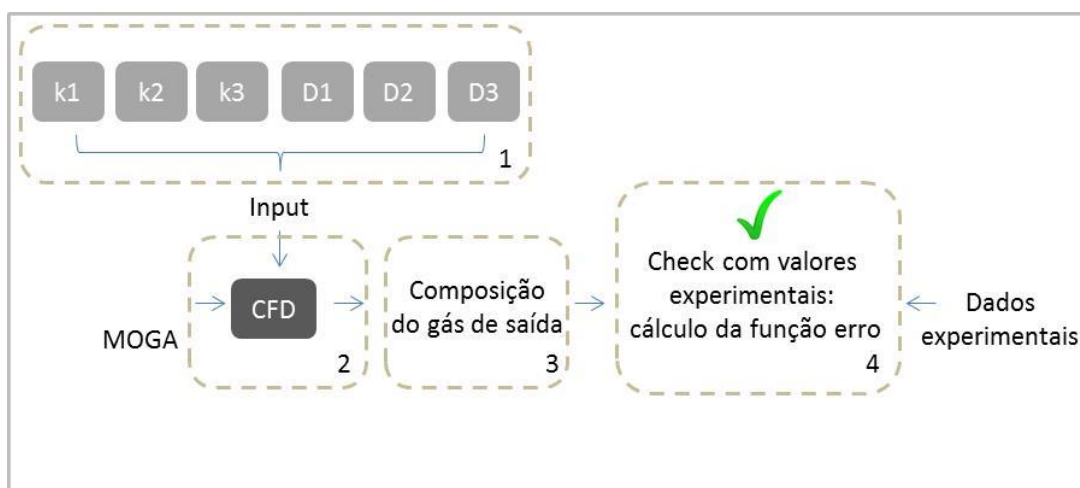 k1 k2 k3 D1 D2 D3
1
Input
MOGA
CFD
2
Composição
do gás de saída
3
Check com valores
experimentais:
cálculo da função erro
4
Dados
experimentais